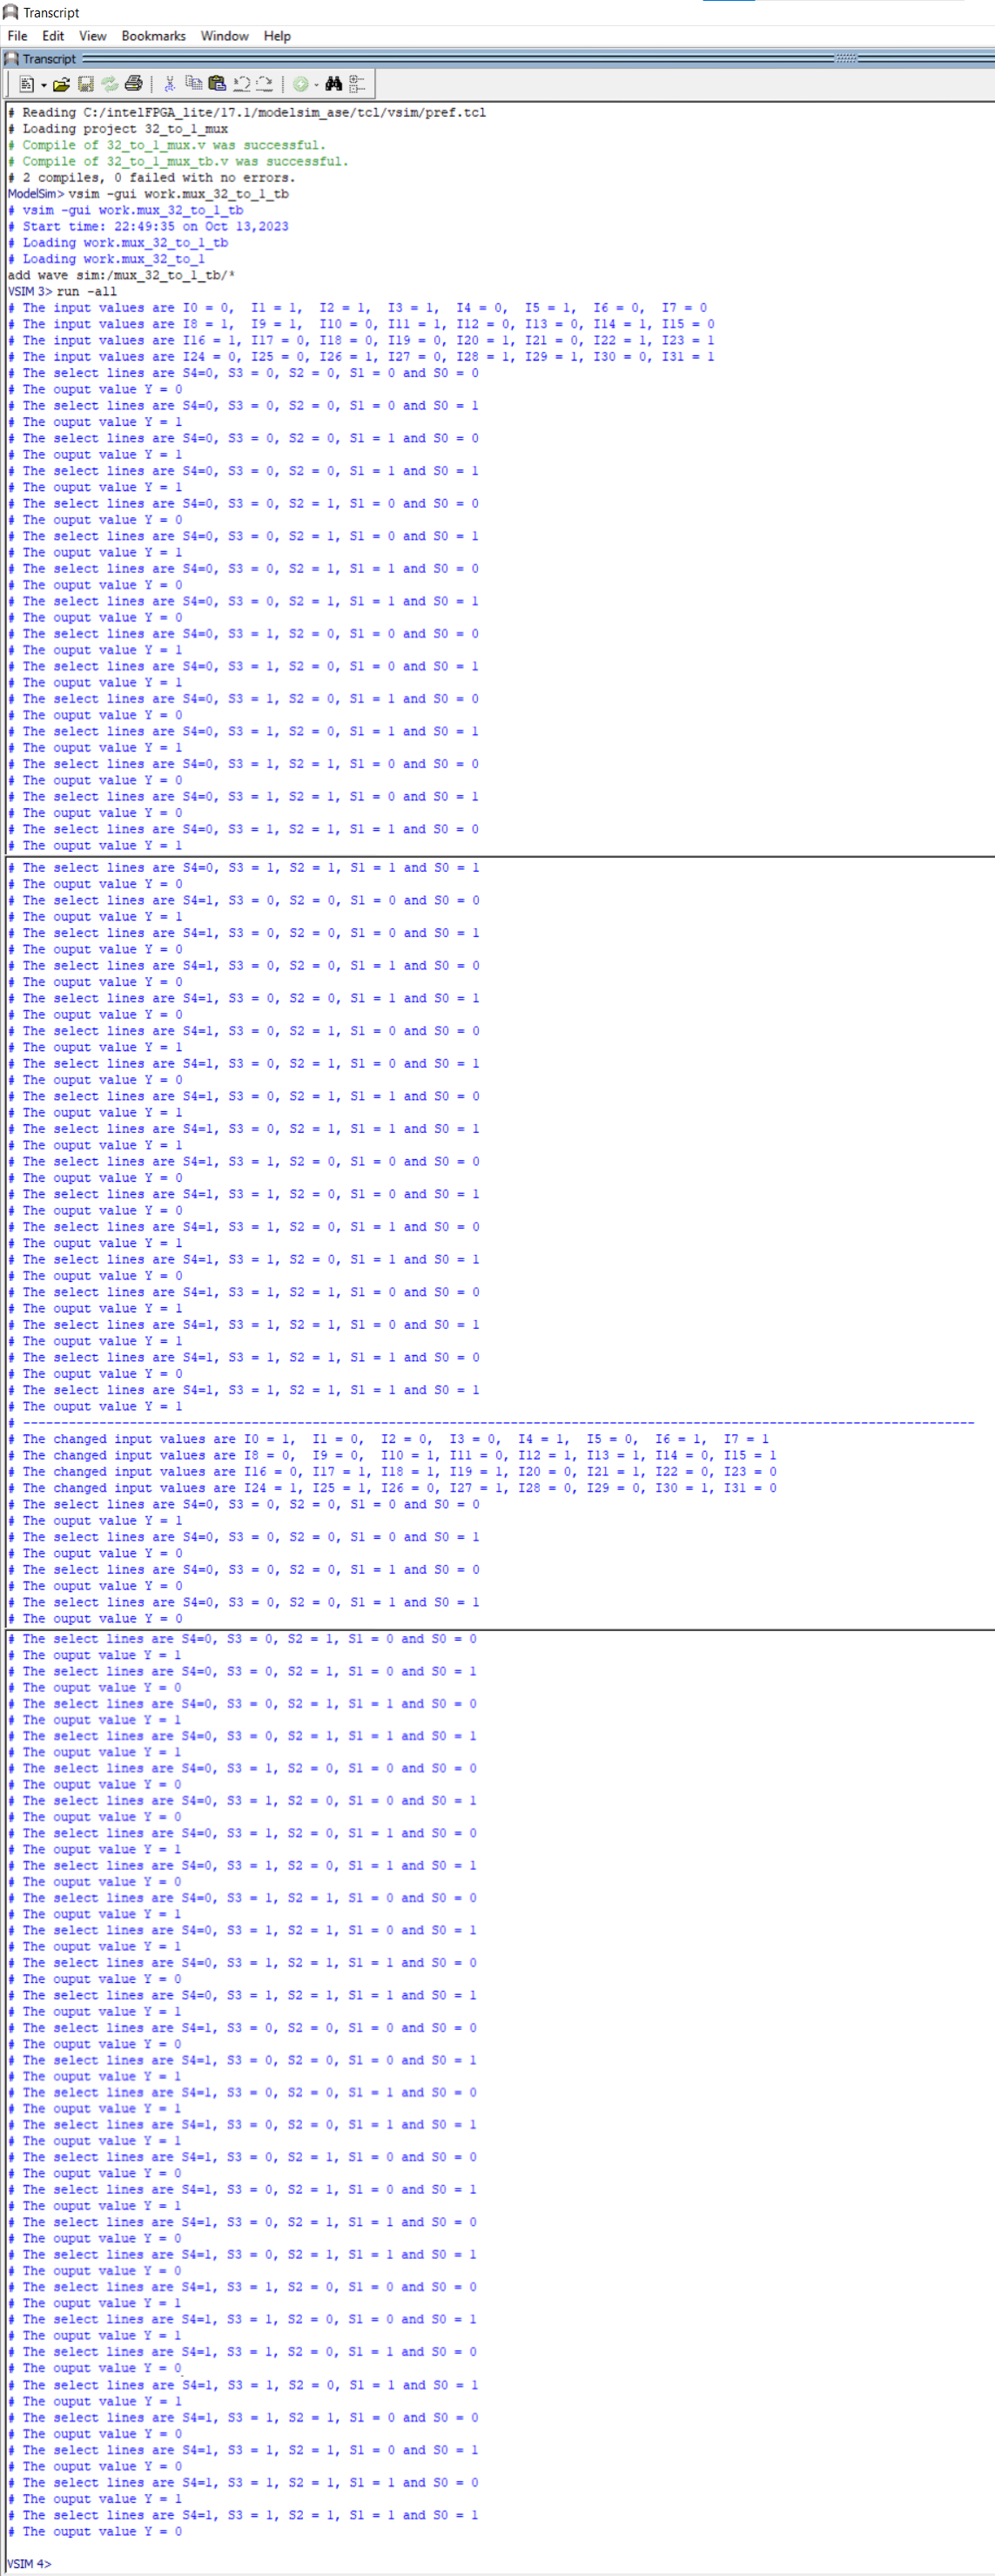 Transcript
File Edit View Bookmarks Window Help
Transcript
# Reading C:/intelFPGA_lite/17.1/modelsim_ase/tcl/vsim/pref.tcl
# Loading project 32_to_1_mux
# Compile of 32_to_1_mux.v was successful.
# Compile of 32_to_1_mux_tb.v was successful.
# 2 compiles, 0 failed with no errors.
ModelSim> vsim -gui work.mux_32_to_1_tb
# vsim -gui work.mux_32_to_1_tb
# Start time: 22:49:35 on Oct 13,2023
# Loading work.mux_32_to_1_tb
# Loading work.mux_32_to_1
add wave sim:/mux_32_to_1_tb/*
VSIM 3> run -all
# The input values are I0 = 0, I1 = 1, I2 = 1, I3 = 1, I4 = 0, I5 = 1, I6 = 0, I7 = 0
# The input values are I8 = 1, I9 = 1, I10 = 0, I11 = 1, I12 = 0, I13 = 0, I14 = 1, I15 = 0
# The input values are I16 = 1, I17 = 0, I18 = 0, I19 = 0, I20 = 1, I21 = 0, I22 = 1, I23 = 1
# The input values are I24 = 0, I25 = 0, I26 = 1, I27 = 0, I28 = 1, I29 = 1, I30 = 0, I31 = 1
# The select lines are S4=0, S3 = 0, S2 = 0, S1 = 0 and S0 = 0
# The ouput value Y = 0
# The select lines are S4=0, S3 = 0, S2 = 0, S1 = 0 and S0 = 1
# The ouput value Y = 1
# The select lines are S4=0, S3 = 0, S2 = 0, S1 = 1 and S0 = 0
# The ouput value Y = 1
# The select lines are S4=0, S3 = 0, S2 = 0, S1 = 1 and S0 = 1
# The ouput value Y = 1
# The select lines are S4=0, S3 = 0, S2 = 1, S1 = 0 and S0 = 0
# The ouput value Y = 0
# The select lines are S4=0, S3 = 0, S2 = 1, S1 = 0 and S0 = 1
# The ouput value Y = 1
# The select lines are S4=0, S3 = 0, S2 = 1, S1 = 1 and S0 = 0
# The ouput value Y = 0
# The select lines are S4=0, S3 = 0, S2 = 1, S1 = 1 and S0 = 1
# The ouput value Y = 0
# The select lines are S4=0, S3 = 1, S2 = 0, S1 = 0 and S0 = 0
# The ouput value Y = 1
# The select lines are S4=0, S3 = 1, S2 = 0, S1 = 0 and S0 = 1
# The ouput value Y = 1
# The select lines are S4=0, S3 = 1, S2 = 0, S1 = 1 and S0 = 0
# The ouput value Y = 0
# The select lines are S4=0, S3 = 1, S2 = 0, S1 = 1 and S0 = 1
# The ouput value Y = 1
# The select lines are S4=0, S3 = 1, S2 = 1, S1 = 0 and S0 = 0
# The ouput value Y = 0
# The select lines are S4=0, S3 = 1, S2 = 1, S1 = 0 and S0 = 1
# The ouput value Y = 0
# The select lines are S4=0, S3 = 1, S2 = 1, S1 = 1 and S0 = 0
# The ouput value Y = 1
# The select lines are S4=0, S3 = 1, S2 = 1, S1 = 1 and S0 = 1
# The ouput value Y = 0
# The select lines are S4=1, S3 = 0, S2 = 0, S1 = 0 and S0 = 0
# The ouput value Y = 1
# The select lines are S4=1, S3 = 0, S2 = 0, S1 = 0 and S0 = 1
# The ouput value Y = 0
# The select lines are S4=1, S3 = 0, S2 = 0, S1 = 1 and S0 = 0
# The ouput value Y = 0
# The select lines are S4=1, S3 = 0, S2 = 0, S1 = 1 and S0 = 1
# The ouput value Y = 0
# The select lines are S4=1, S3 = 0, S2 = 1, S1 = 0 and S0 = 0
# The ouput value Y = 1
# The select lines are S4=1, S3 = 0, S2 = 1, S1 = 0 and S0 = 1
# The ouput value Y = 0
# The select lines are S4=1, S3 = 0, S2 = 1, S1 = 1 and S0 = 0
# The ouput value Y = 1
# The select lines are S4=1, S3 = 0, S2 = 1, S1 = 1 and S0 = 1
# The ouput value Y = 1
# The select lines are S4=1, S3 = 1, S2 = 0, S1 = 0 and S0 = 0
# The ouput value Y = 0
# The select lines are S4=1, S3 = 1, S2 = 0, S1 = 0 and S0 = 1
# The ouput value Y = 0
# The select lines are S4=1, S3 = 1, S2 = 0, S1 = 1 and S0 = 0
# The ouput value Y = 1
# The select lines are S4=1, S3 = 1, S2 = 0, S1 = 1 and S0 = 1
# The ouput value Y = 0
# The select lines are S4=1, S3 = 1, S2 = 1, S1 = 0 and S0 = 0
# The ouput value Y = 1
# The select lines are S4=1, S3 = 1, S2 = 1, S1 = 0 and S0 = 1
# The ouput value Y = 1
# The select lines are S4=1, S3 = 1, S2 = 1, S1 = 1 and S0 = 0
# The ouput value Y = 0
# The select lines are S4=1, S3 = 1, S2 = 1, S1 = 1 and S0 = 1
# The ouput value Y = 1
# -----------------------------------------------------------------------------------------------------------------------------
# The changed input values are I0 = 1, I1 = 0, I2 = 0, I3 = 0, I4 = 1, I5 = 0, I6 = 1, I7 = 1
# The changed input values are I8 = 0, I9 = 0, I10 = 1, I11 = 0, I12 = 1, I13 = 1, I14 = 0, I15 = 1
# The changed input values are I16 = 0, I17 = 1, I18 = 1, I19 = 1, I20 = 0, I21 = 1, I22 = 0, I23 = 0
# The changed input values are I24 = 1, I25 = 1, I26 = 0, I27 = 1, I28 = 0, I29 = 0, I30 = 1, I31 = 0
# The select lines are S4=0, S3 = 0, S2 = 0, S1 = 0 and S0 = 0
# The ouput value Y = 1
# The select lines are S4=0, S3 = 0, S2 = 0, S1 = 0 and S0 = 1
# The ouput value Y = 0
# The select lines are S4=0, S3 = 0, S2 = 0, S1 = 1 and S0 = 0
# The ouput value Y = 0
# The select lines are S4=0, S3 = 0, S2 = 0, S1 = 1 and S0 = 1
# The ouput value Y = 0
# The select lines are S4=0, S3 = 0, S2 = 1, S1 = 0 and S0 = 0
# The ouput value Y = 1
# The select lines are S4=0, S3 = 0, S2 = 1, S1 = 0 and S0 = 1
# The ouput value Y = 0
# The select lines are S4=0, S3 = 0, S2 = 1, S1 = 1 and S0 = 0
# The ouput value Y = 1
# The select lines are S4=0, S3 = 0, S2 = 1, S1 = 1 and S0 = 1
# The ouput value Y = 1
# The select lines are S4=0, S3 = 1, S2 = 0, S1 = 0 and S0 = 0
# The ouput value Y = 0
# The select lines are S4=0, S3 = 1, S2 = 0, S1 = 0 and S0 = 1
# The ouput value Y = 0
# The select lines are S4=0, S3 = 1, S2 = 0, S1 = 1 and S0 = 0
# The ouput value Y = 1
# The select lines are S4=0, S3 = 1, S2 = 0, S1 = 1 and S0 = 1
# The ouput value Y = 0
# The select lines are S4=0, S3 = 1, S2 = 1, S1 = 0 and S0 = 0
# The ouput value Y = 1
# The select lines are S4=0, S3 = 1, S2 = 1, S1 = 0 and S0 = 1
# The ouput value Y = 1
# The select lines are S4=0, S3 = 1, S2 = 1, S1 = 1 and S0 = 0
# The ouput value Y = 0
# The select lines are S4=0, S3 = 1, S2 = 1, S1 = 1 and S0 = 1
# The ouput value Y = 1
# The select lines are S4=1, S3 = 0, S2 = 0, S1 = 0 and S0 = 0
# The ouput value Y = 0
# The select lines are S4=1, S3 = 0, S2 = 0, S1 = 0 and S0 = 1
# The ouput value Y = 1
# The select lines are S4=1, S3 = 0, S2 = 0, S1 = 1 and S0 = 0
# The ouput value Y = 1
# The select lines are S4=1, S3 = 0, S2 = 0, S1 = 1 and S0 = 1
# The ouput value Y = 1
# The select lines are S4=1, S3 = 0, S2 = 1, S1 = 0 and S0 = 0
# The ouput value Y = 0
# The select lines are S4=1, S3 = 0, S2 = 1, S1 = 0 and S0 = 1
# The ouput value Y = 1
# The select lines are S4=1, S3 = 0, S2 = 1, S1 = 1 and S0 = 0
# The ouput value Y = 0
# The select lines are S4=1, S3 = 0, S2 = 1, S1 = 1 and S0 = 1
# The ouput value Y = 0
# The select lines are S4=1, S3 = 1, S2 = 0, S1 = 0 and S0 = 0
# The ouput value Y = 1
# The select lines are S4=1, S3 = 1, S2 = 0, S1 = 0 and S0 = 1
# The ouput value Y = 1
# The select lines are S4=1, S3 = 1, S2 = 0, S1 = 1 and S0 = 0
# The ouput value Y = 0
# The select lines are S4=1, S3 = 1, S2 = 0, S1 = 1 and S0 = 1
# The ouput value Y = 1
# The select lines are S4=1, S3 = 1, S2 = 1, S1 = 0 and S0 = 0
# The ouput value Y = 0
# The select lines are S4=1, S3 = 1, S2 = 1, S1 = 0 and S0 = 1
# The ouput value Y = 0
# The select lines are S4=1, S3 = 1, S2 = 1, S1 = 1 and S0 = 0
# The ouput value Y = 1
# The select lines are S4=1, S3 = 1, S2 = 1, S1 = 1 and S0 = 1
# The ouput value Y = 0
VSIM 4>